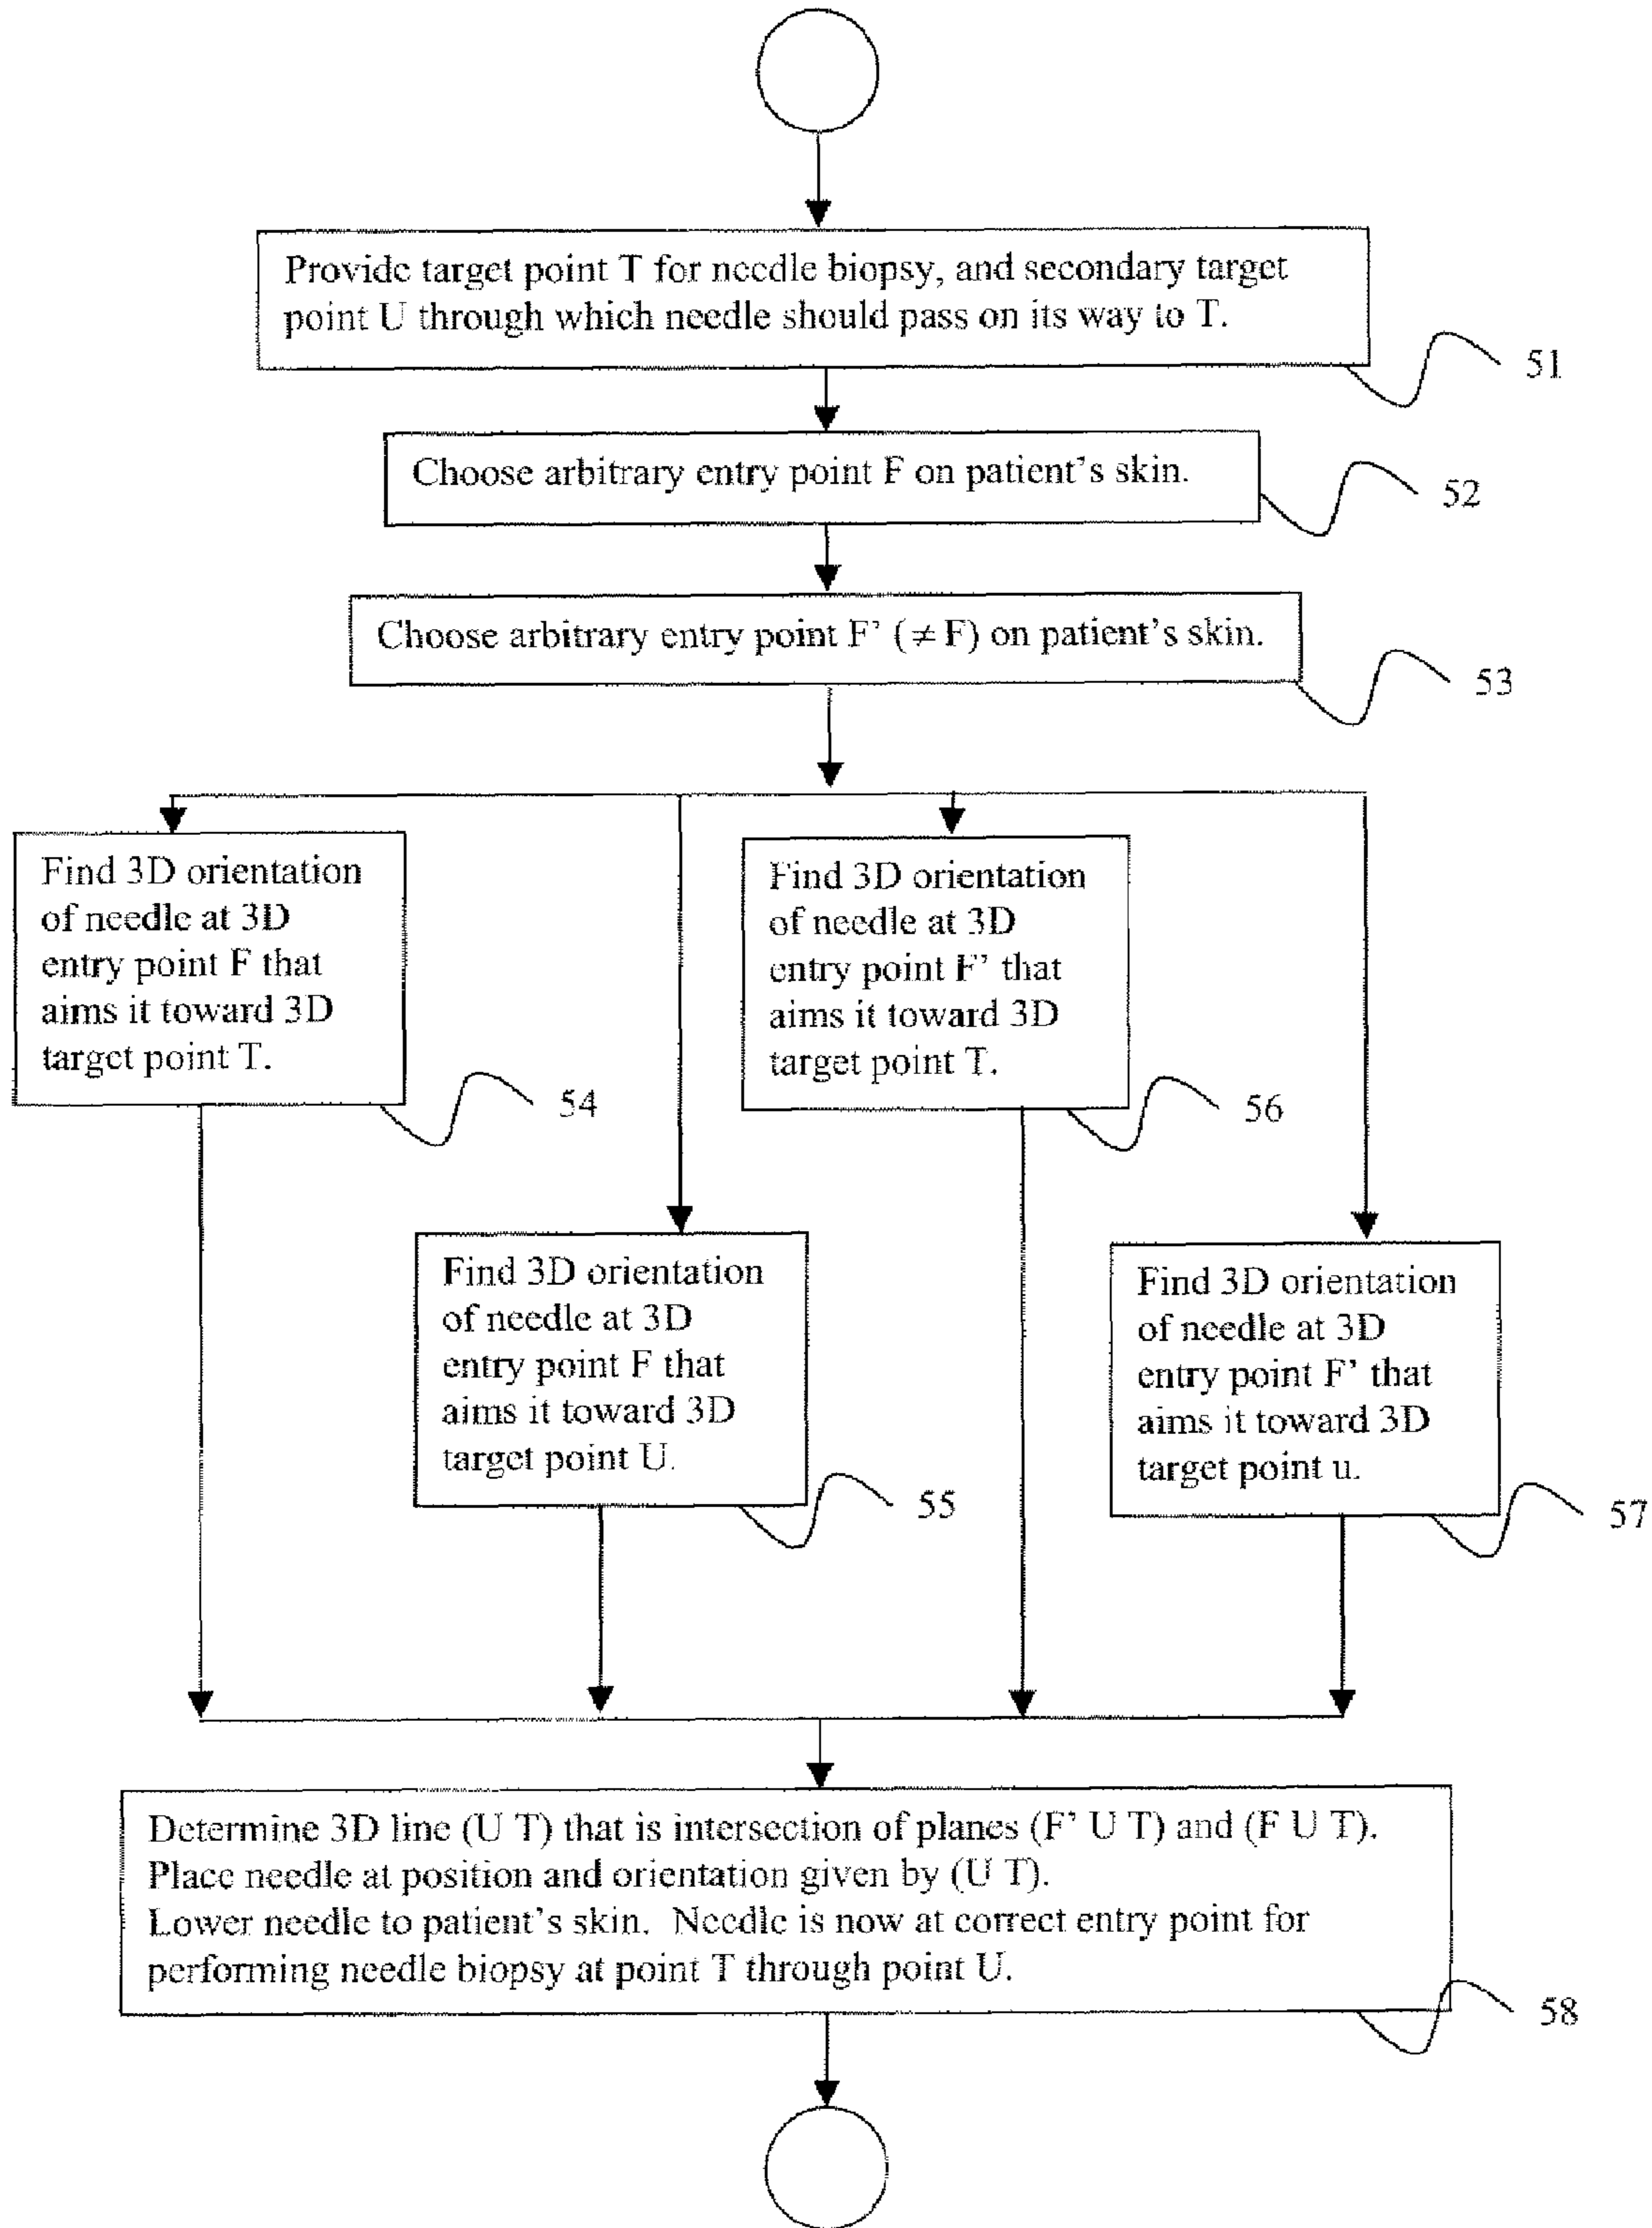 Provide target point T for needle biopsy, and secondary target
point U through which needle should pass on its way to T.
51
Choose arbitrary entry point F on patient's skin.
52
Choose arbitrary entry point F' (≠ F) on patient's skin.
53
Find 3D orientation
of needle at 3D
entry point F that
aims it toward 3D
target point T.
54
Find 3D orientation
of needle at 3D
entry point F' that
aims it toward 3D
target point T.
56
Find 3D orientation
of needle at 3D
entry point F that
aims it toward 3D
target point U.
55
Find 3D orientation
of needle at 3D
entry point F' that
aims it toward 3D
target point u.
57
Determine 3D line (U T) that is intersection of planes (F' U T) and (F U T).
Place needle at position and orientation given by (U T).
Lower needle to patient's skin. Needle is now at correct entry point for
performing needle biopsy at point T through point U.
58